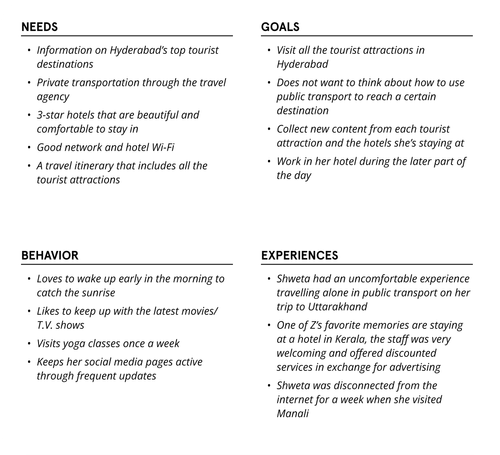 NEEDS
• Information on Hyderabad's top tourist
destinations
• Private transportation through the travel
agency
• 3-star hotels that are beautiful and
comfortable to stay in
• Good network and hotel Wi-Fi
• A travel itinerary that includes all the
tourist attractions
GOALS
• Visit all the tourist attractions in
Hyderabad
• Does not want to think about how to use
public transport to reach a certain
destination
• Collect new content from each tourist
attraction and the hotels she's staying at
• Work in her hotel during the later part of
the day
BEHAVIOR
• Loves to wake up early in the morning to
catch the sunrise
• Likes to keep up with the latest movies/
T.V. shows
• Visits yoga classes once a week
• Keeps her social media pages active
through frequent updates
EXPERIENCES
• Shweta had an uncomfortable experience
travelling alone in public transport on her
trip to Uttarakhand
• One of Z's favorite memories are staying
at a hotel in Kerala, the staff was very
welcoming and offered discounted
services in exchange for advertising
• Shweta was disconnected from the
internet for a week when she visited
Manali